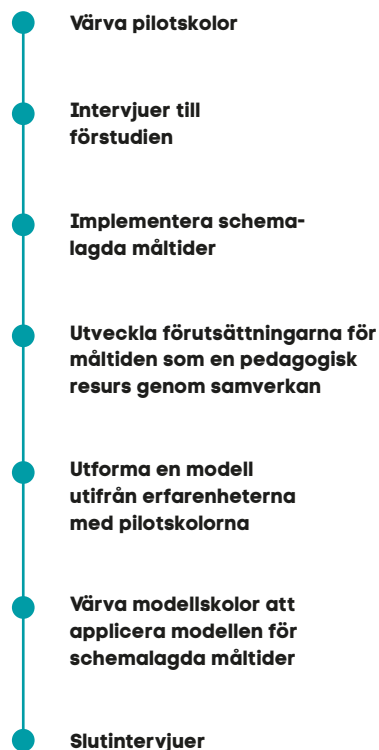 Värva pilotskolor
Intervjuer till
förstudien
Implementera schema-
lagda måltider
Utveckla förutsättningarna för
måltiden som en pedagogisk
resurs genom samverkan
Utforma en modell
utifrån erfarenheterna
med pilotskolorna
Värva modellskolor att
applicera modellen för
schemalagda måltider
Slutintervjuer